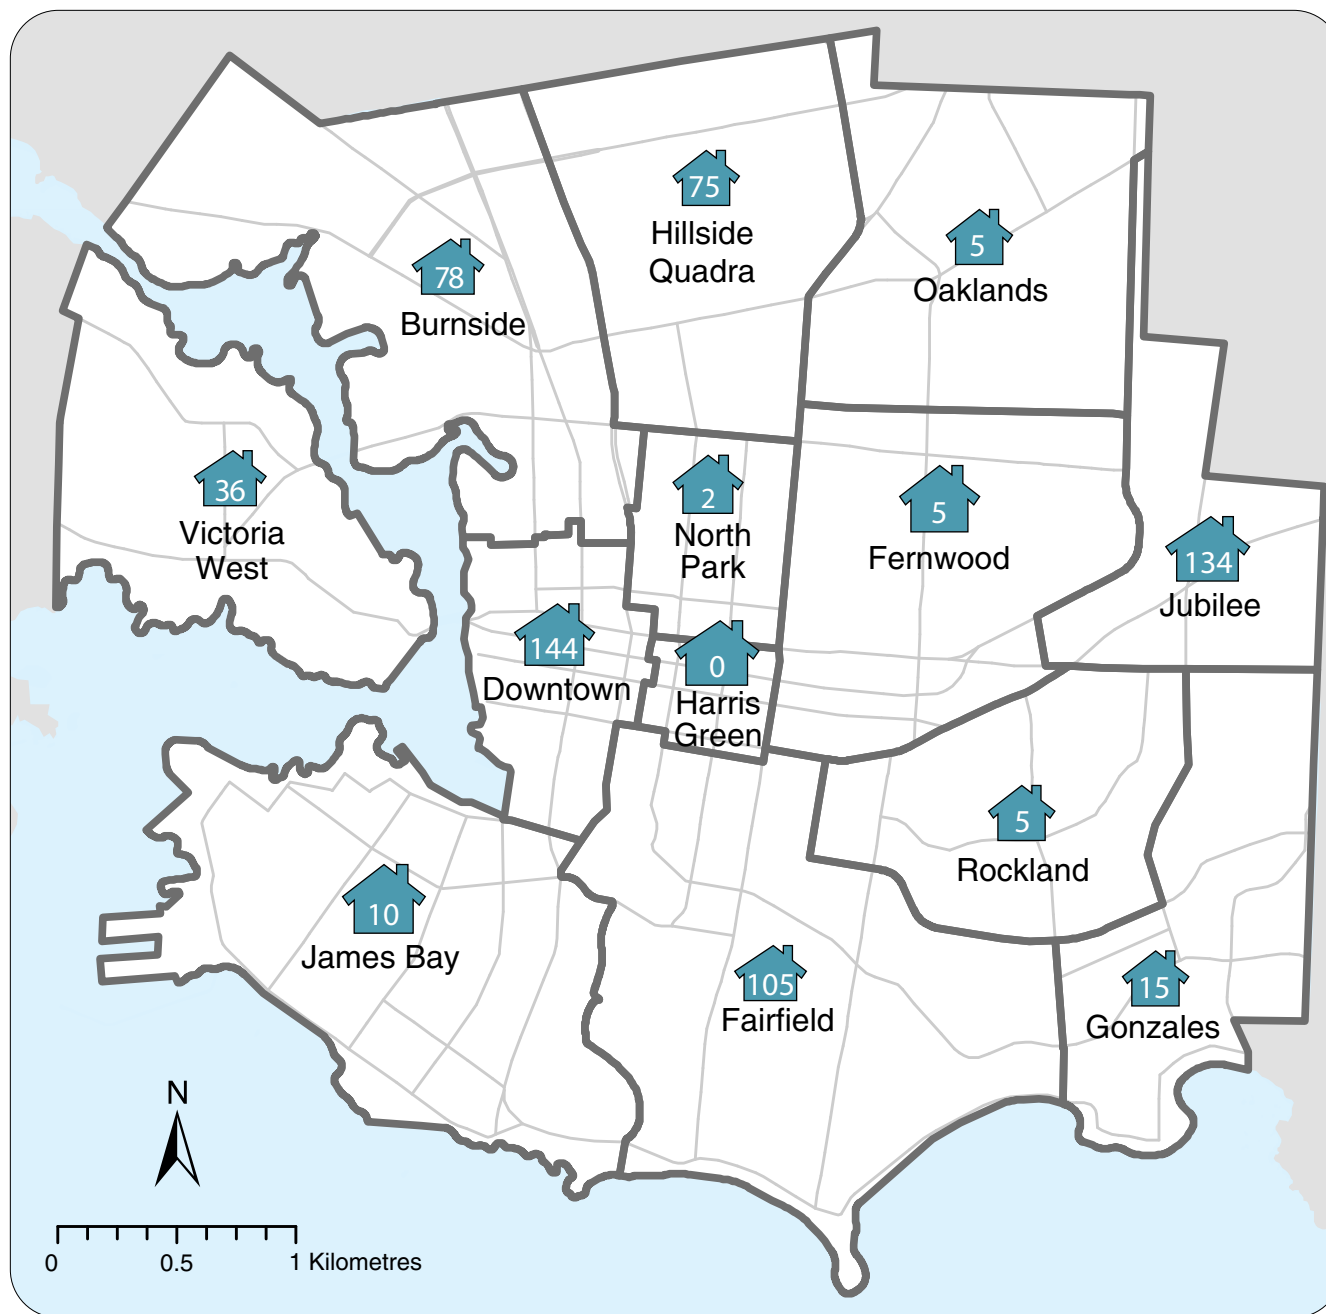 75
Hillside
Quadra
5
Oaklands
78
Burnside
36
Victoria
West
2
North
Park
5
Fernwood
134
Jubilee
144
Downtown
0
Harris
Green
5
Rockland
10
James Bay
105
Fairfield
15
Gonzales
N
0 0.5 1 Kilometres